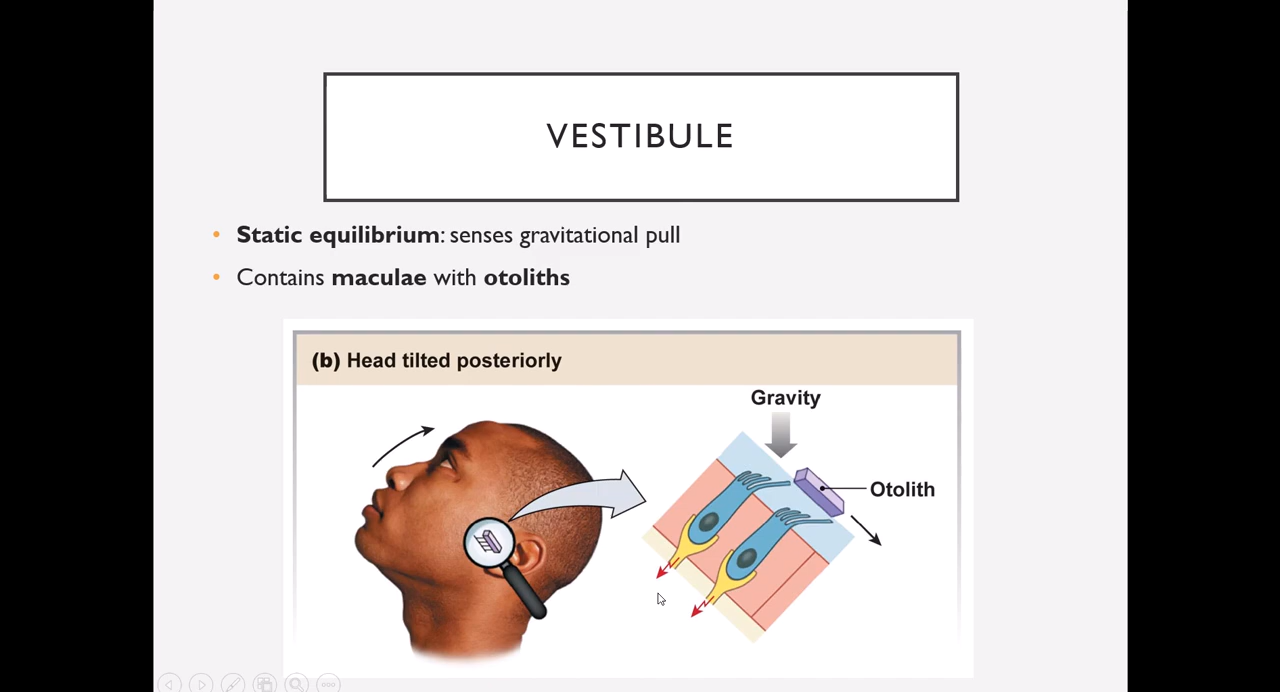 VESTIBULE
• Static equilibrium: senses gravitational pull
• Contains maculae with otoliths
(b) Head tilted posteriorly
Gravity
Otolith